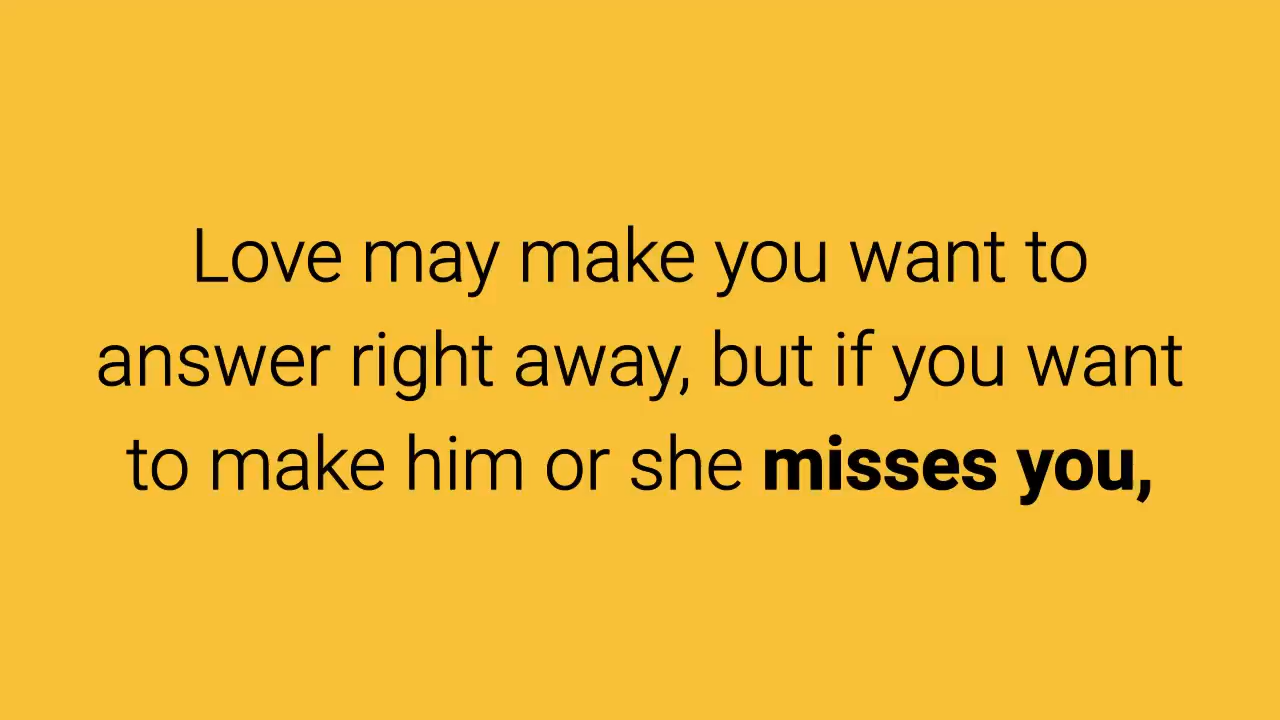 Love may make you want to
answer right away, but if you want
to make him or she misses you,